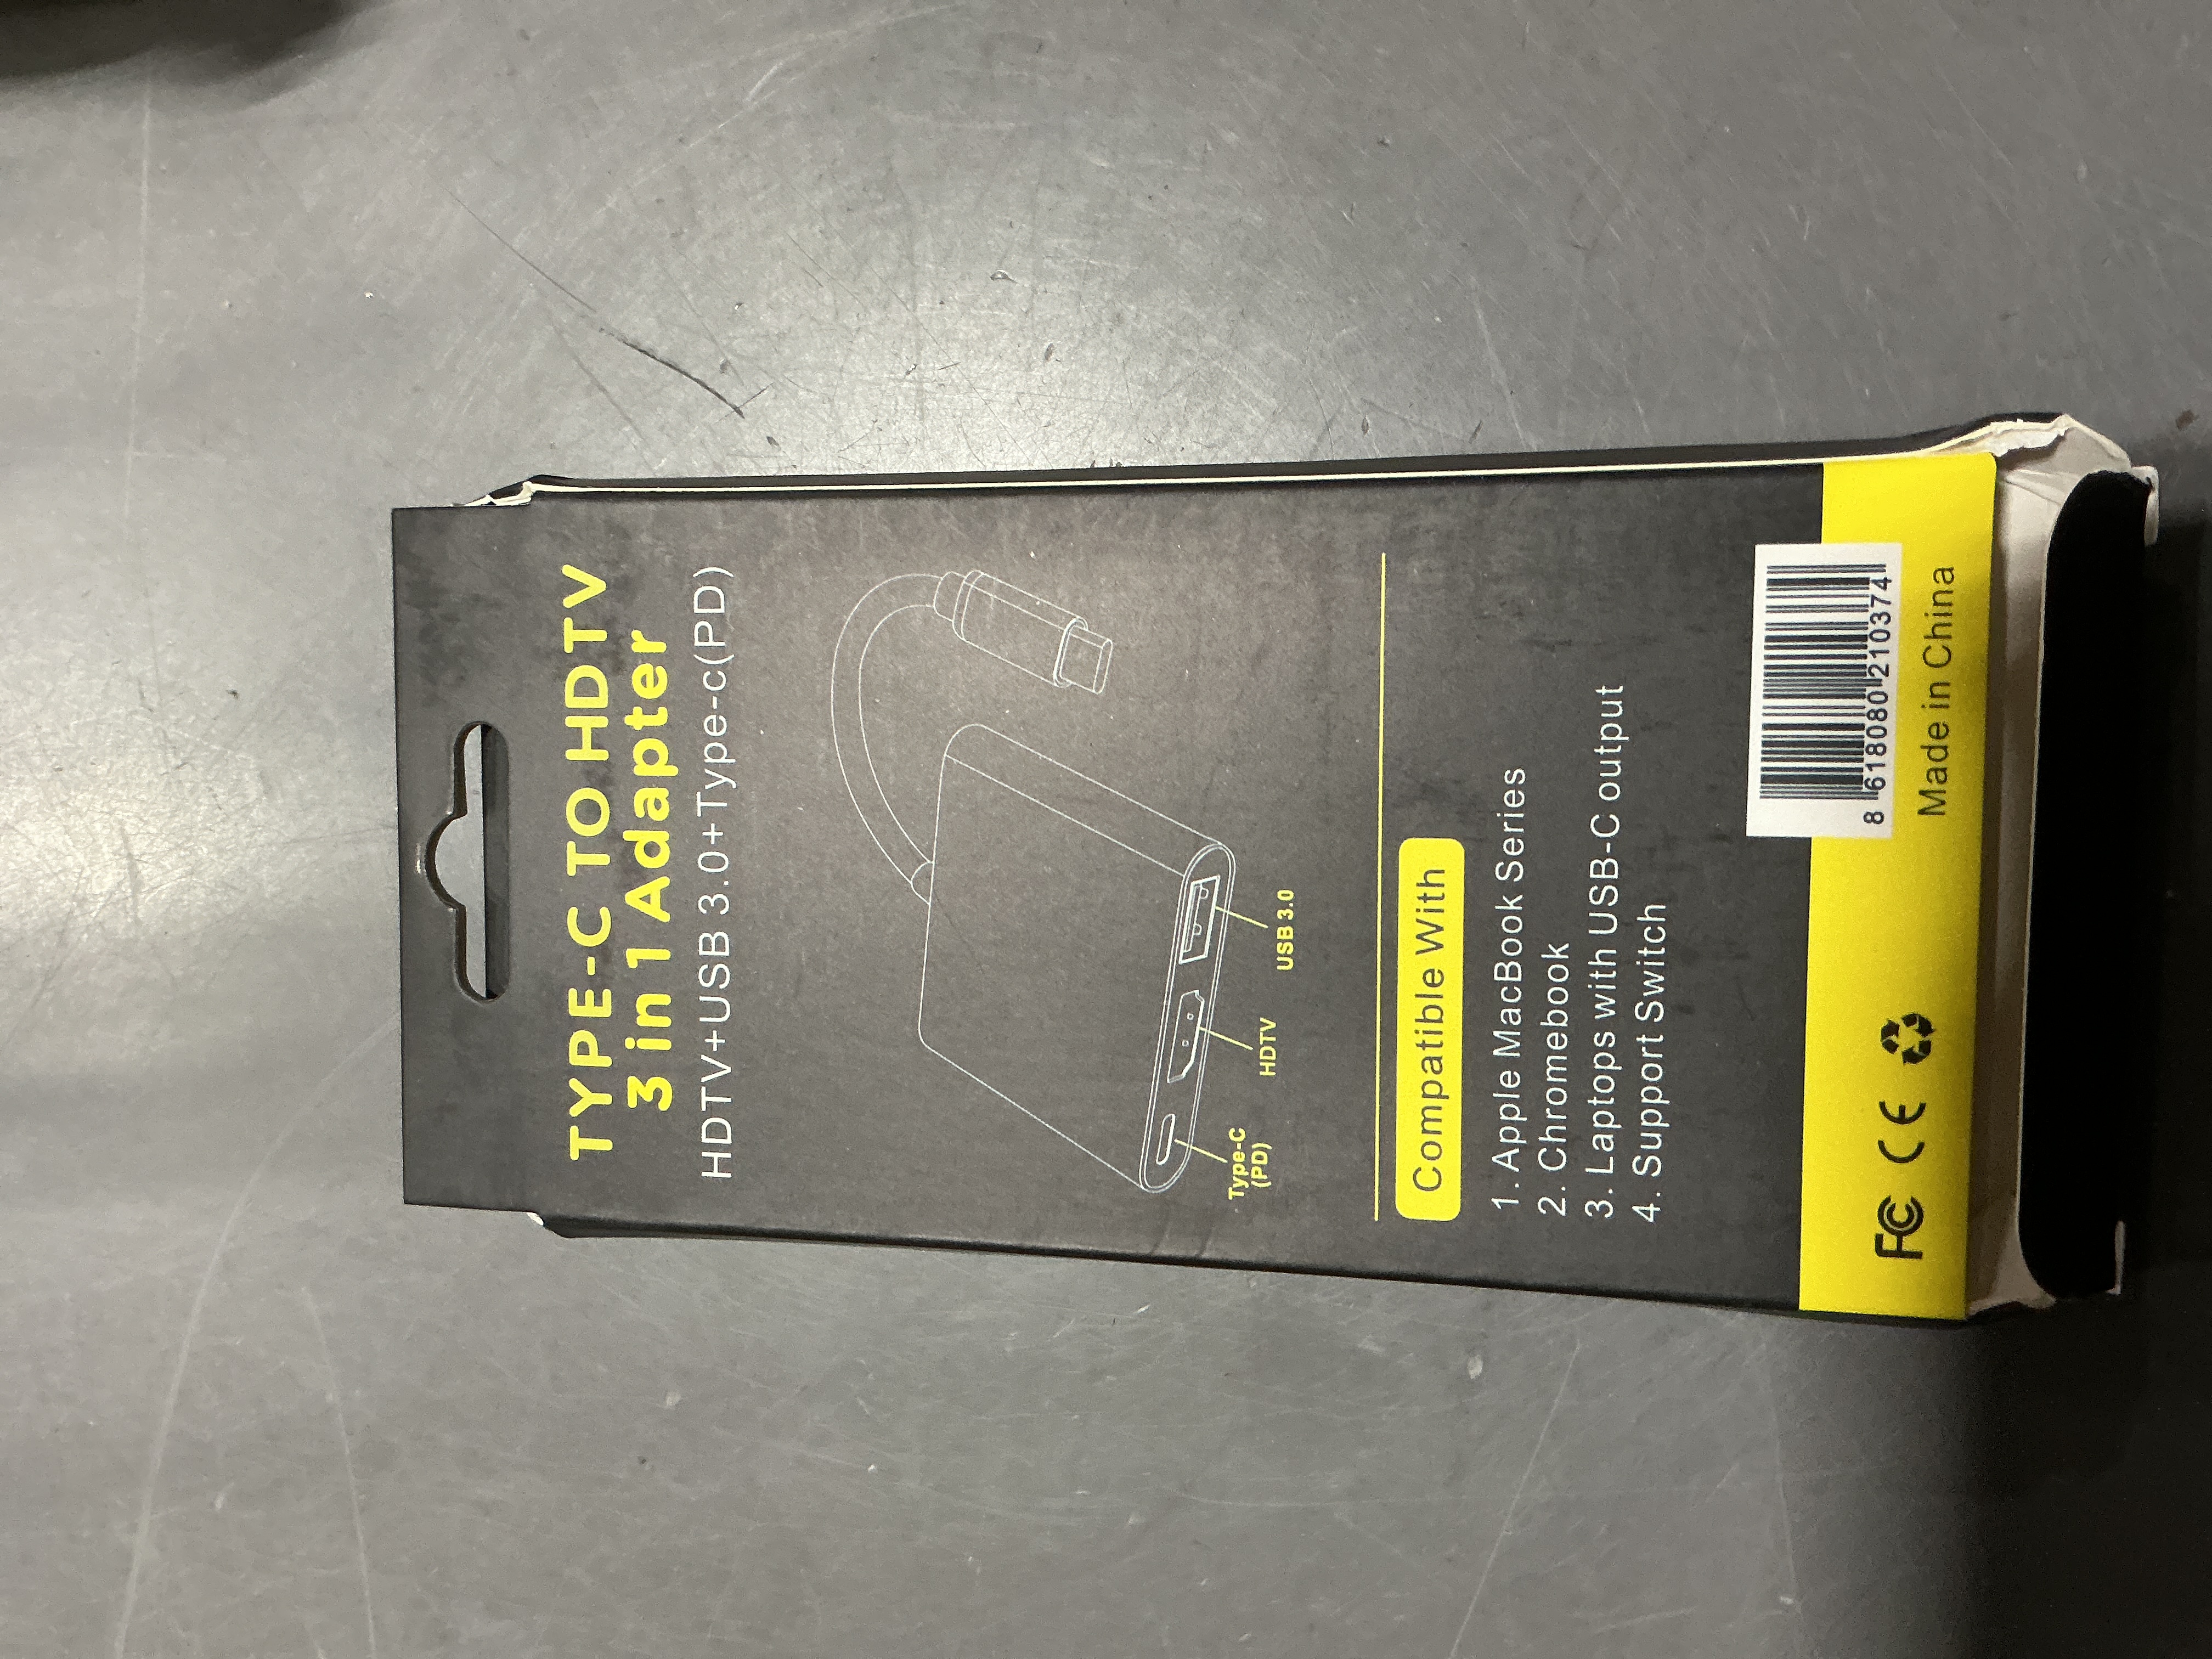 TYPE-C TO HDTV
3 in 1 Adapter
HDTV+USB 3.0+Type-c(PD)
Type-C
(PD)
HDTV
USB 3.0
Compatible With
1. Apple MacBook Series
2. Chromebook
3. Laptops with USB-C output
4. Support Switch
FC CE
8 618080 210374
Made in China